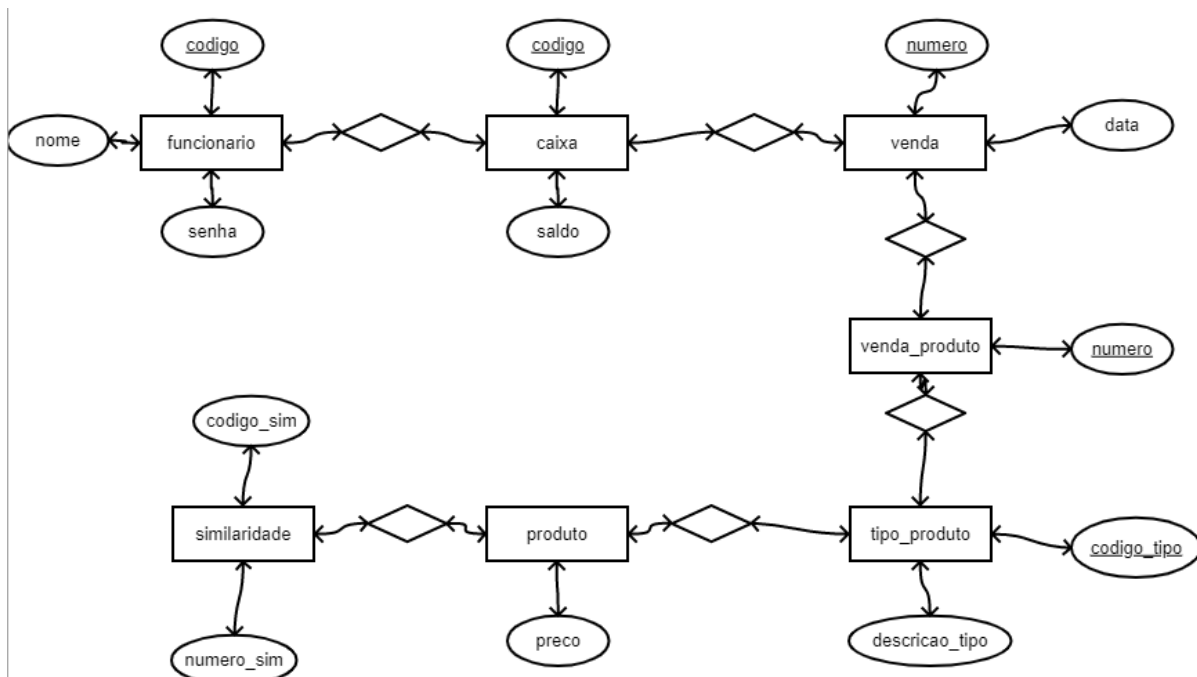 codigo
codigo
numero
nome
funcionario
caixa
venda
data
senha
saldo
venda_produto
numero
codigo_sim
similaridade
produto
tipo_produto
codigo_tipo
numero_sim
preco
descricao_tipo